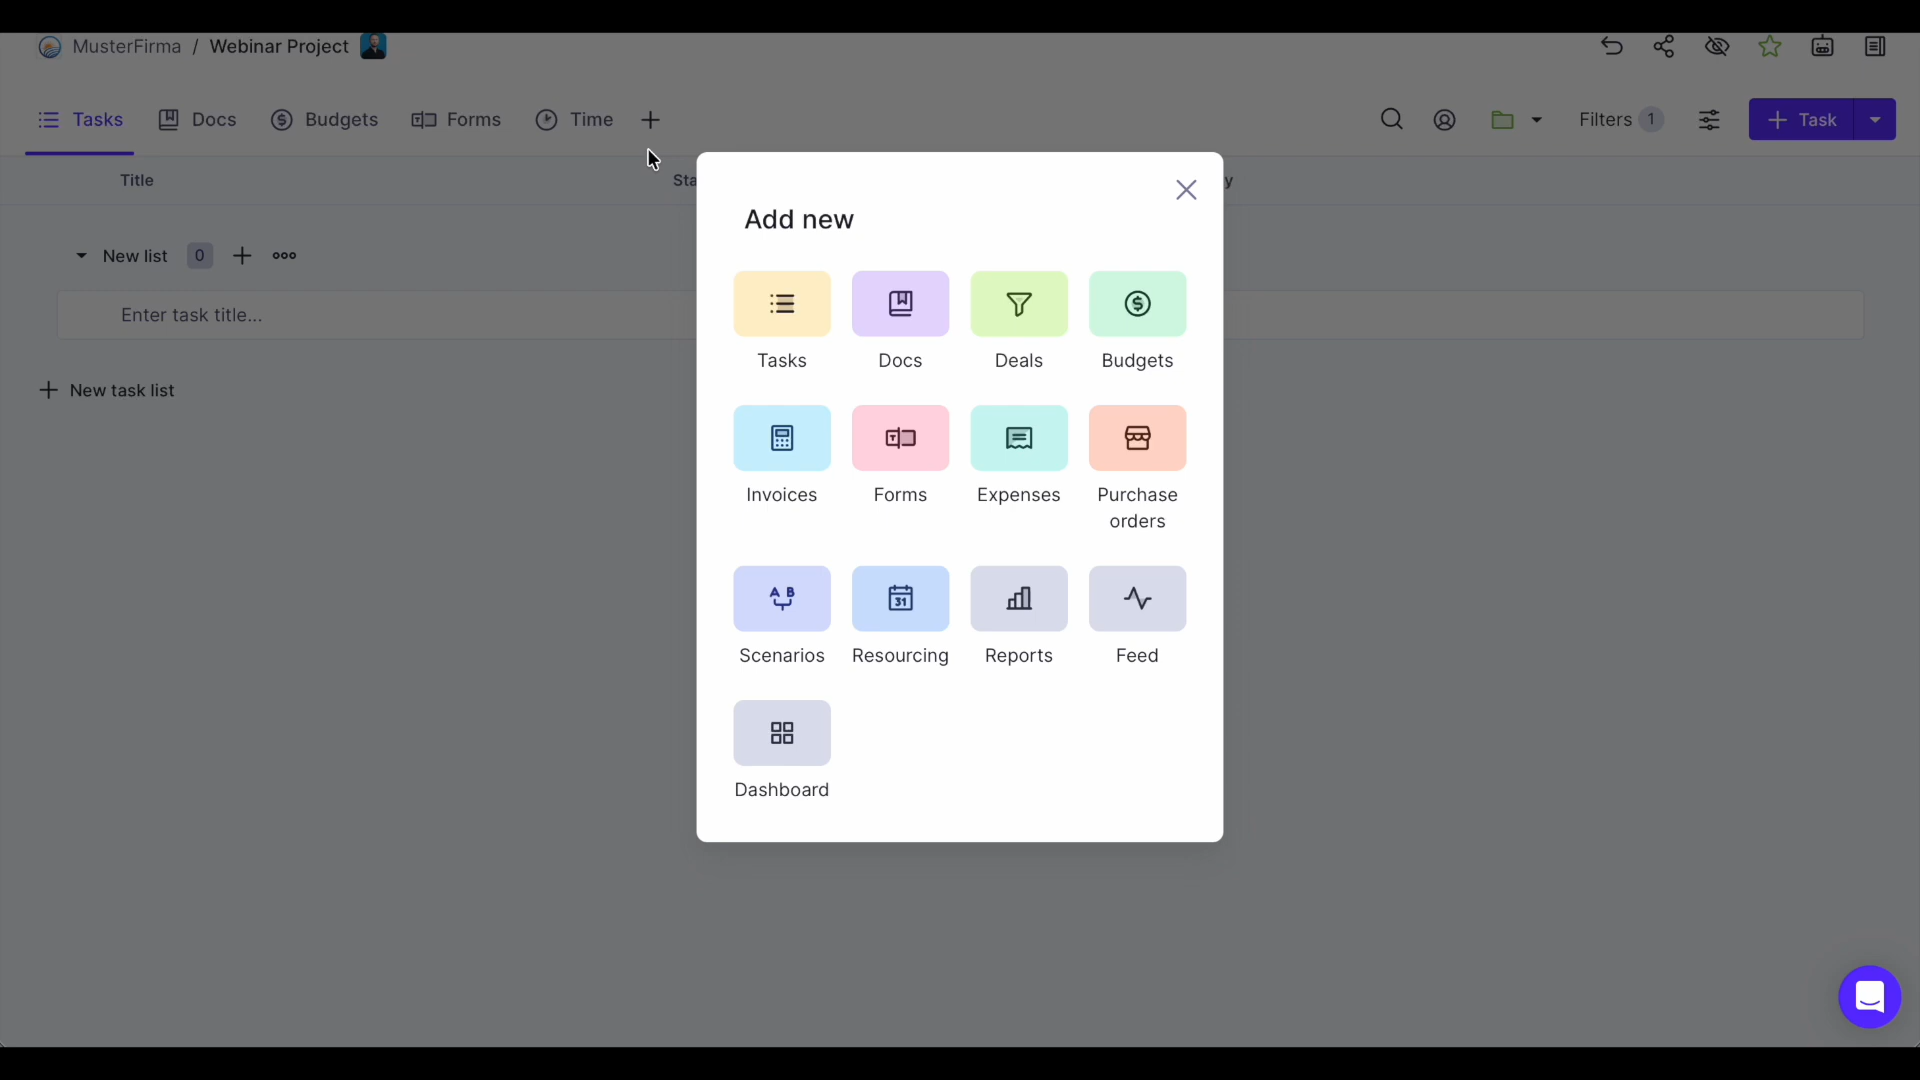 MusterFirma / Webinar Project
Tasks Docs Budgets Forms Time
Filters 1 Task
Title
Add new
New list 0
Enter task title...
New task list
Tasks Docs Deals Budgets
Invoices Forms Expenses Purchase
orders
A B
31
Scenarios Resourcing Reports Feed
Dashboard